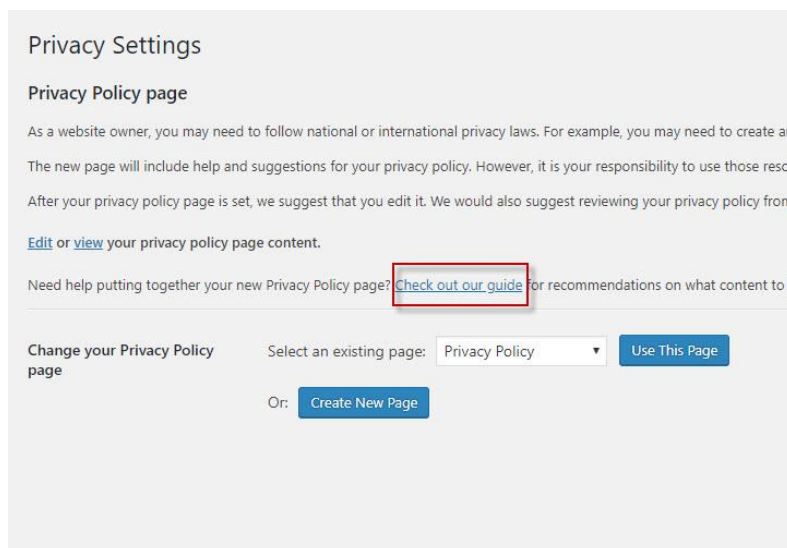 Privacy Settings
Privacy Policy page
As a website owner, you may need to follow national or international privacy laws. For example, you may need to create
The new page will include help and suggestions for your privacy policy. However, it is your responsibility to use those
After your privacy policy page is set, we suggest that you edit it. We would also suggest reviewing your privacy policy
Edit or view your privacy policy page content.
Need help putting together your new Privacy Policy page? Check out our guide for recommendations on what content to
Change your Privacy Policy page
Select an existing page: Privacy Policy Use This Page
Or: Create New Page